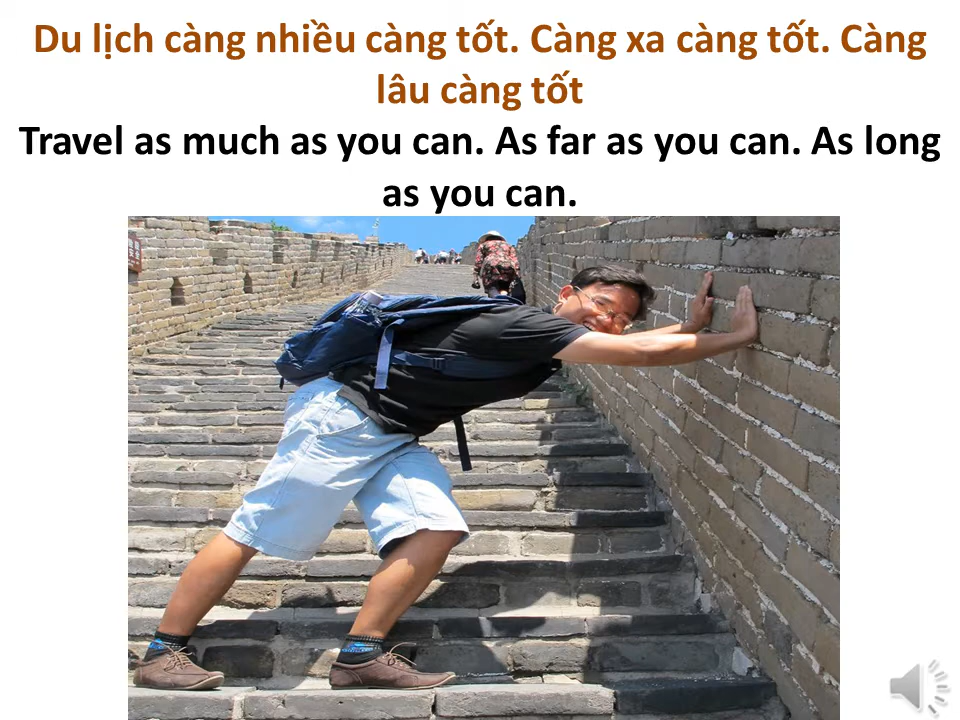 Du lịch càng nhiều càng tốt. Càng xa càng tốt. Càng
lâu càng tốt
Travel as much as you can. As far as you can. As long
as you can.